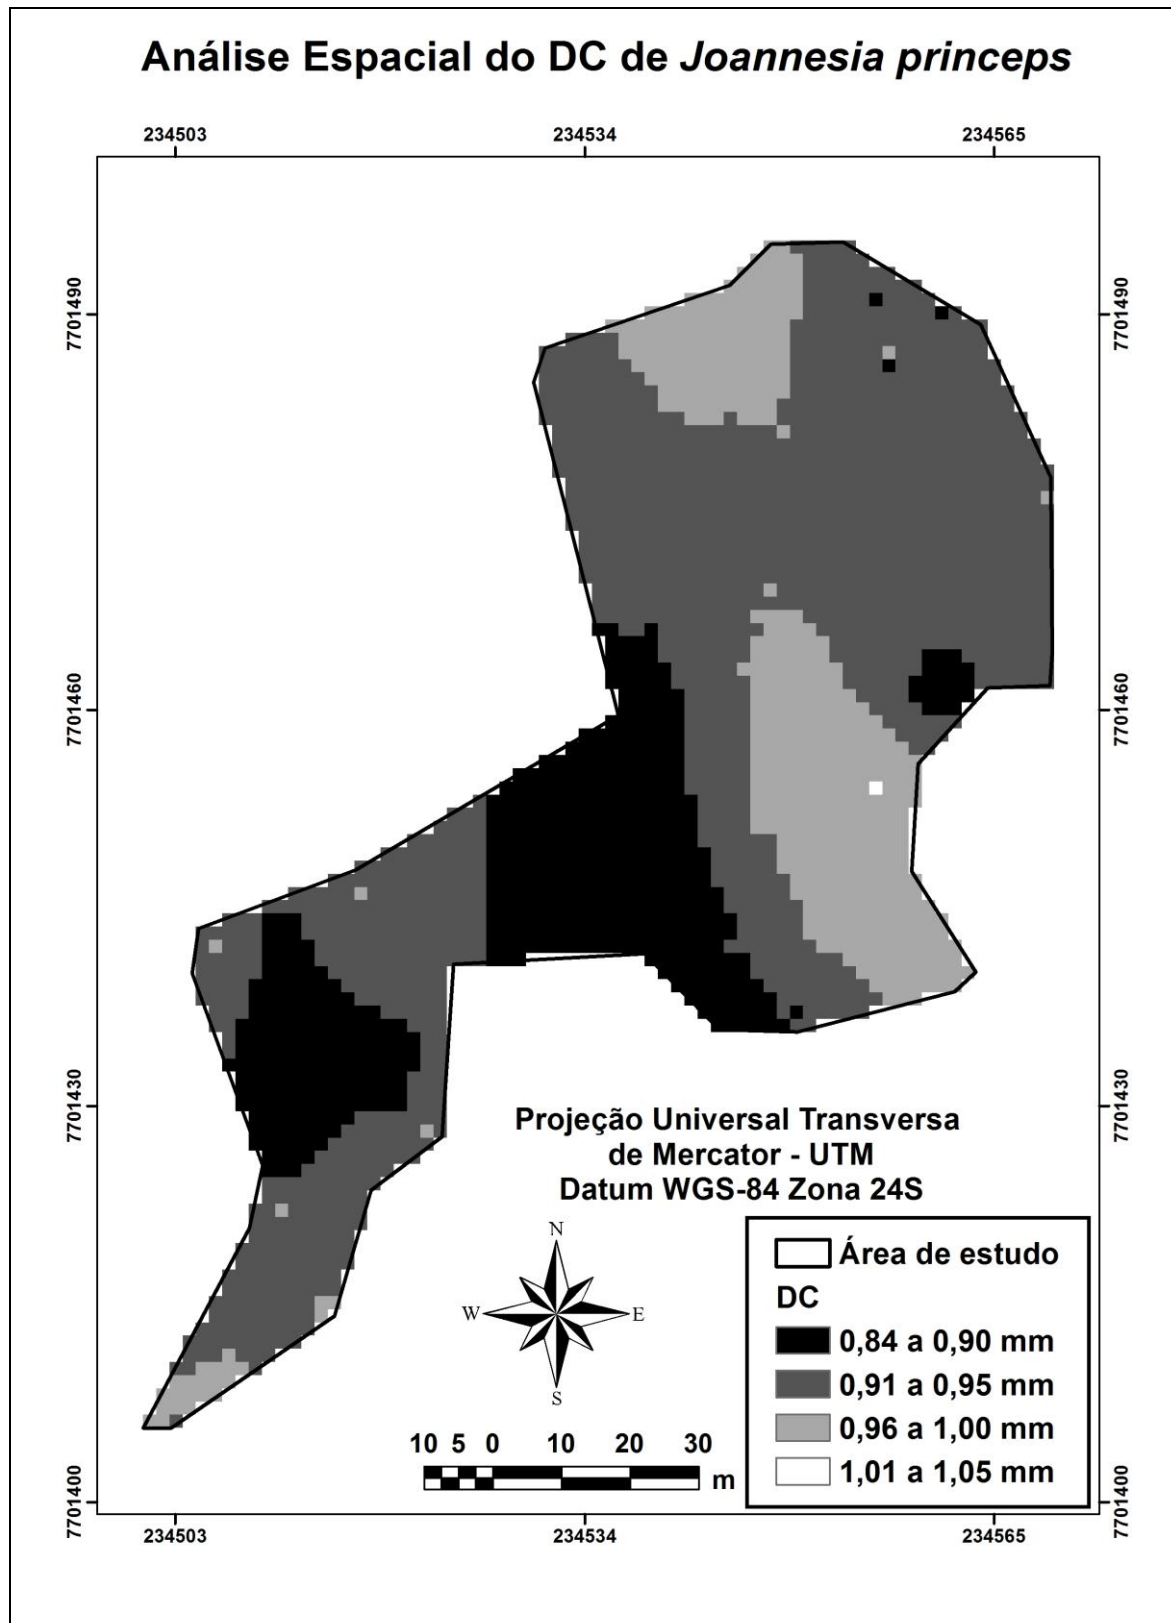 Análise Espacial do DC de Joannesia princeps
234503 234534 234565
7701490 7701490
7701460 7701460
7701430 7701430
Projeção Universal Transversa
de Mercator - UTM
Datum WGS-84 Zona 24S
N
W E
S
Área de estudo
DC
0,84 a 0,90 mm
0,91 a 0,95 mm
0,96 a 1,00 mm
1,01 a 1,05 mm
10 5 0 10 20 30
m
7701400 7701400
234503 234534 234565